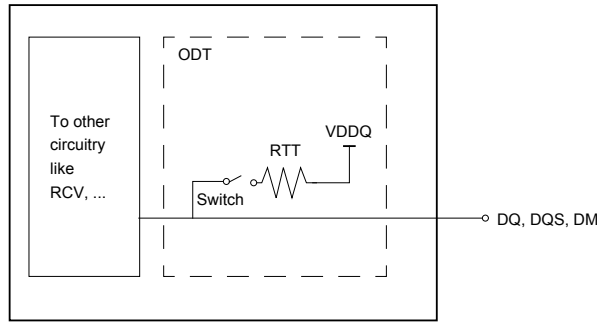 ODT
To other
circuitry
like
RCV, ...
VDDQ
RTT
Switch
DQ, DQS, DM